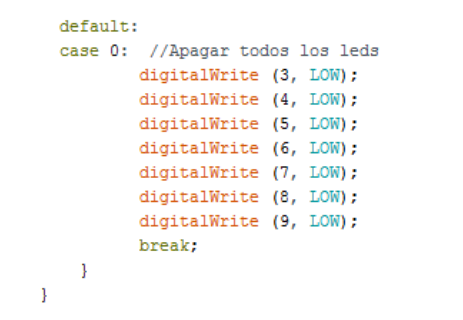 default:
case 0:  //Apagar todos los leds
digitalWrite (3, LOW);
digitalWrite (4, LOW);
digitalWrite (5, LOW);
digitalWrite (6, LOW);
digitalWrite (7, LOW);
digitalWrite (8, LOW);
digitalWrite (9, LOW);
break;
}
}